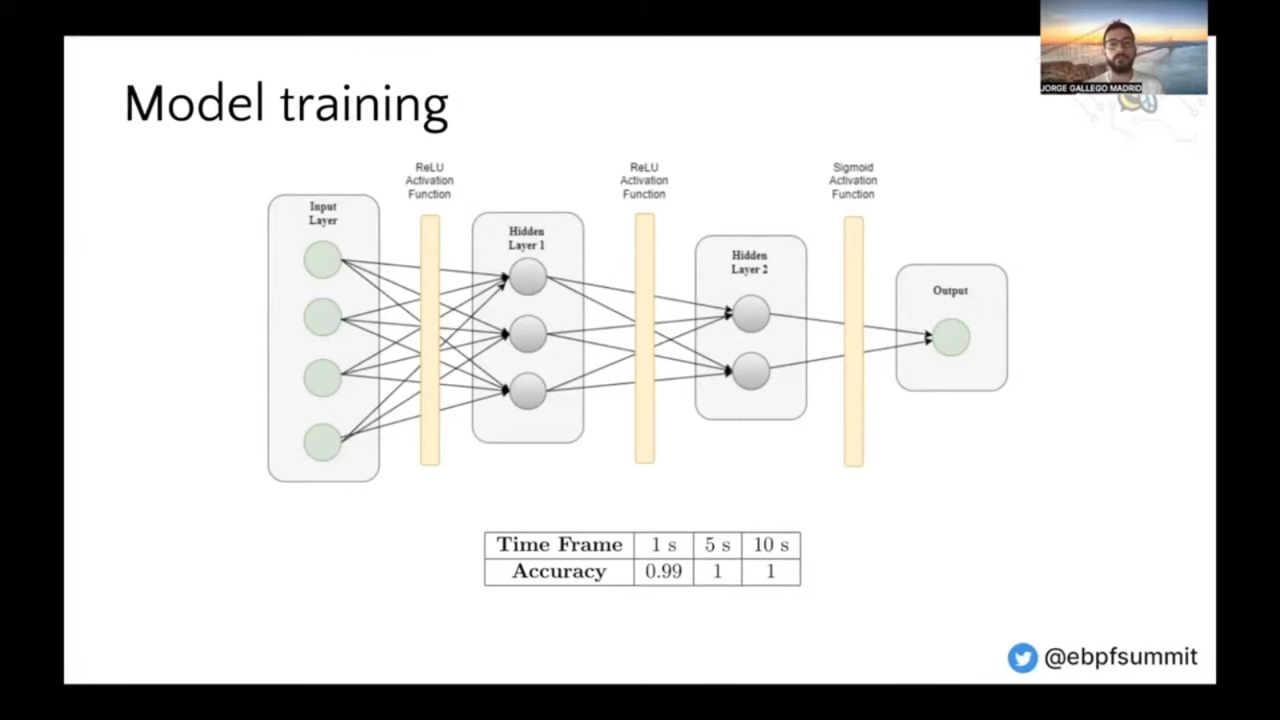 JORGE GALLEGO MADRID
Model training
ReLU
Activation
Function
ReLU
Activation
Function
Sigmoid
Activation
Function
Input
Layer
Hidden
Layer 1
Hidden
Layer 2
Output
Time Frame 1 s 5 s 10 s
Accuracy 0.99 1 1
@ebpfsummit